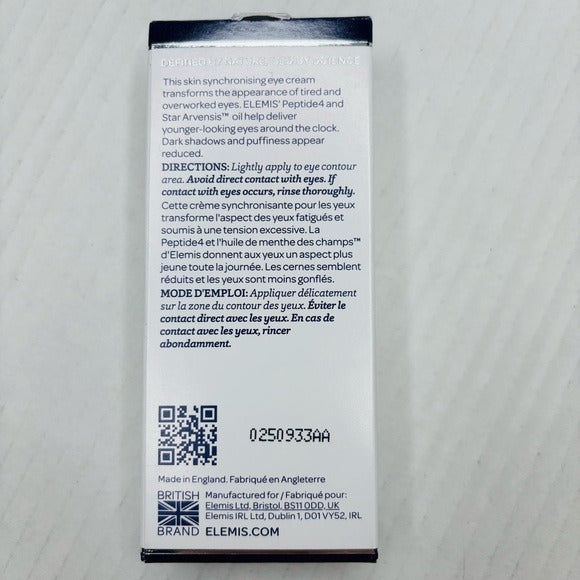 DEFINED BY NATURE, LED BY SCIENCE
This skin synchronising eye cream
transforms the appearance of tired and
overworked eyes. ELEMIS' Peptide4 and
Star Arvensis™ oil help deliver
younger-looking eyes around the clock.
Dark shadows and puffiness appear
reduced.
DIRECTIONS: Lightly apply to eye contour
area. Avoid direct contact with eyes. If
contact with eyes occurs, rinse thoroughly.
Cette crème synchronisante pour les yeux
transforme l'aspect des yeux fatigués et
soumis à une tension excessive. La
Peptide4 et l'huile de menthe des champs™
d'Elemis donnent aux yeux un aspect plus
jeune toute la journée. Les cernes semblent
réduits et les yeux sont moins gonflés.
MODE D'EMPLOI: Appliquer délicatement
sur la zone du contour des yeux. Éviter le
contact direct avec les yeux. En cas de
contact avec les yeux, rincer
abondamment.
0250933AA
Made in England. Fabriqué en Angleterre
BRITISH
BRAND
Manufactured for / Fabriqué pour:
Elemis Ltd, Bristol, BS11 0DD, UK
Elemis IRL Ltd, Dublin 1, D01 VY52, IRL
ELEMIS.COM